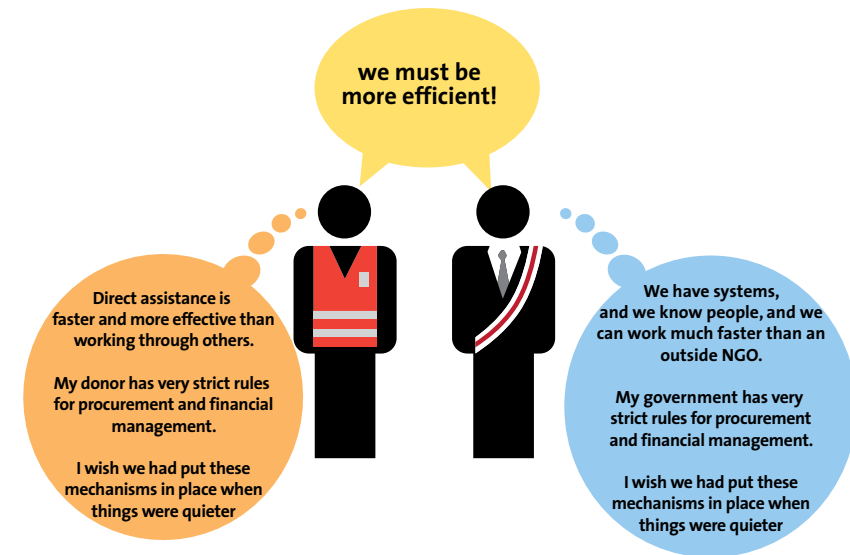 we must be
more efficient!
Direct assistance is
faster and more effective than
working through others.
My donor has very strict rules
for procurement and financial
management.
I wish we had put these
mechanisms in place when
things were quieter
We have systems,
and we know people, and we
can work much faster than an
outside NGO.
My government has very
strict rules for procurement
and financial management.
I wish we had put these
mechanisms in place when
things were quieter